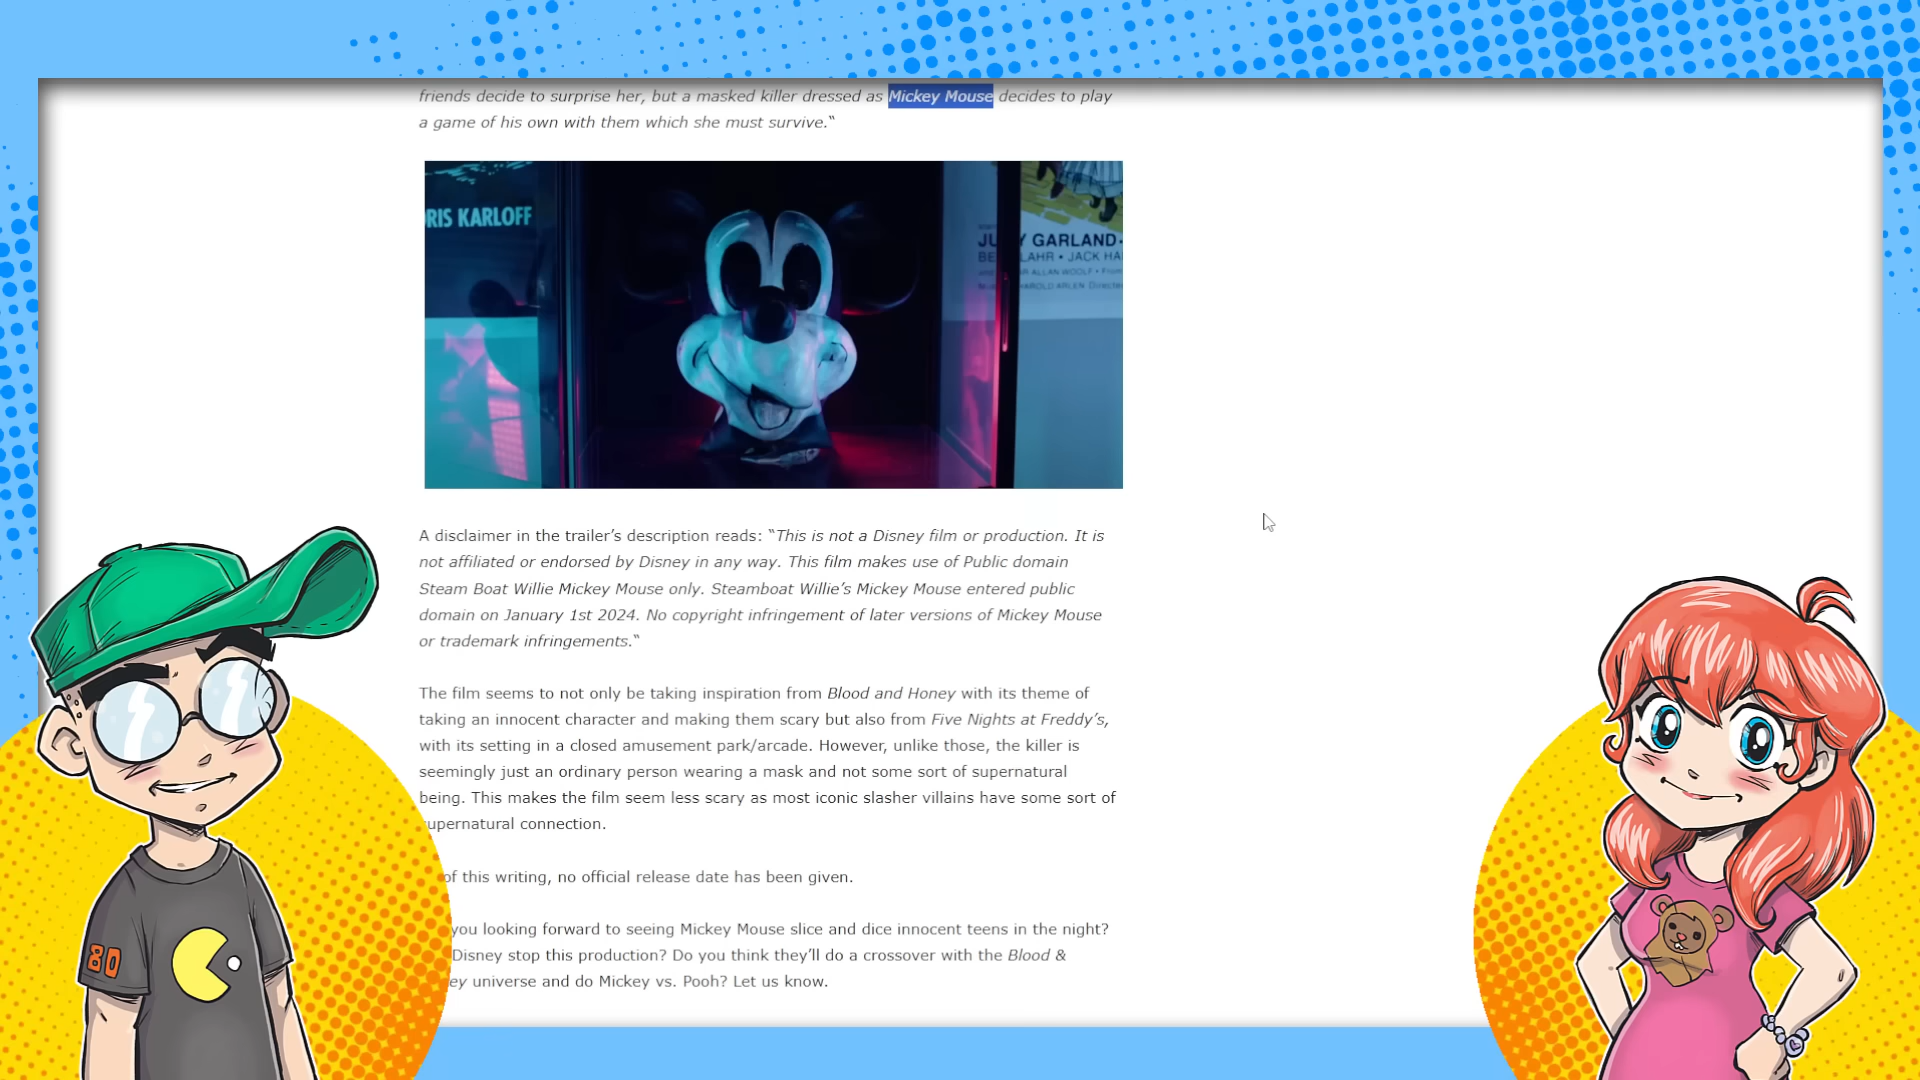 friends decide to surprise her, but a masked killer dressed as Mickey Mouse decides to play
a game of his own with them which she must survive.“
RIS KARLOFF
JU Y GARLAND
LAHR • JACK HA
ALLAN WOOLF •
HAROLD ARLEN Directe
A disclaimer in the trailer’s description reads: “This is not a Disney film or production. It is
not affiliated or endorsed by Disney in any way. This film makes use of Public domain
Steam Boat Willie Mickey Mouse only. Steamboat Willie’s Mickey Mouse entered public
domain on January 1st 2024. No copyright infringement of later versions of Mickey Mouse
or trademark infringements.“
The film seems to not only be taking inspiration from Blood and Honey with its theme of
taking an innocent character and making them scary but also from Five Nights at Freddy’s,
with its setting in a closed amusement park/arcade. However, unlike those, the killer is
seemingly just an ordinary person wearing a mask and not some sort of supernatural
being. This makes the film seem less scary as most iconic slasher villains have some sort of
upernatural connection.
of this writing, no official release date has been given.
you looking forward to seeing Mickey Mouse slice and dice innocent teens in the night?
Disney stop this production? Do you think they’ll do a crossover with the Blood &
ey universe and do Mickey vs. Pooh? Let us know.
80